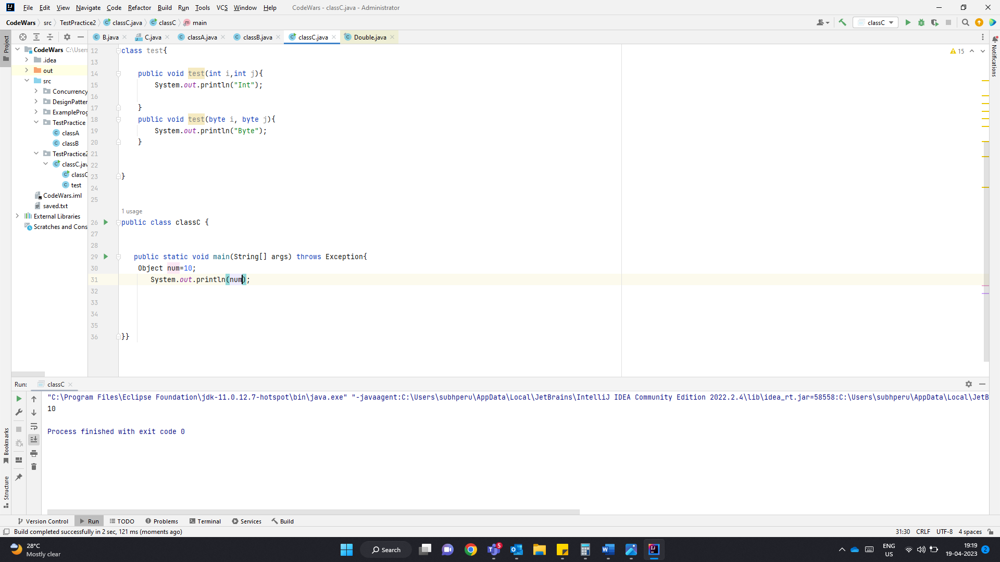 File Edit View Navigate Code Refactor Build Run Tools VCS Window Help CodeWars - classC.java - Administrator
CodeWars src TestPractice2 classC.java classC main classC
Project
B.java C.java classA.java classB.java classC.java Double.java
Notifications
CodeWars C:\Users
.idea
out
src
Concurrency
DesignPatter
ExampleProg
TestPractice
classA
classB
TestPractice2
classC.jav
classC
test
CodeWars.iml
saved.txt
External Libraries
Scratches and Cons
15
12 class test{
13
14 public void test(int i,int j){
15 System.out.println("Int");
16
17 }
18 public void test(byte i, byte j){
19 System.out.println("Byte");
20 }
21
22
23 }
24
25
1 usage
26 public class classC {
27
28
29 public static void main(String[] args) throws Exception{
30 Object num=10;
31 System.out.println(num);
32
33
34
35
36 }}
Run: classC
"C:\Program Files\Eclipse Foundation\jdk-11.0.12.7-hotspot\bin\java.exe" "-javaagent:C:\Users\subhperu\AppData\Local\JetBrains\IntelliJ IDEA Community Edition 2022.2.4\lib\idea_rt.jar=58558:C:\Users\subhperu\AppData\Local\JetB
10
Process finished with exit code 0
Bookmarks
Structure
Version Control Run TODO Problems Terminal Services Build
Build completed successfully in 2 sec, 121 ms (moments ago) 31:30 CRLF UTF-8 4 spaces
28°C
Mostly clear
Search
5
ENG
US
19:19
19-04-2023
2